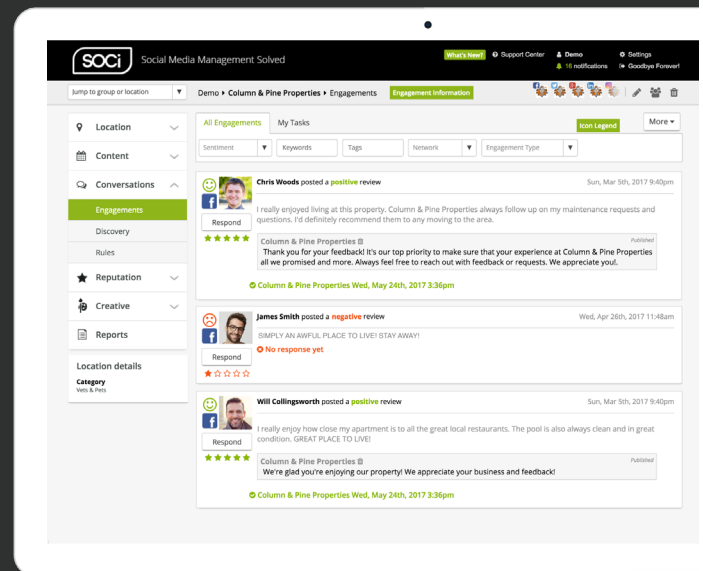 SOCi Social Media Management Solved
What's New? Support Center Demo Settings
16 notifications Goodbye Forever!
Jump to group or location Demo Column & Pine Properties Engagements Engagement Information
Location
Content
Conversations
Engagements
Discovery
Rules
Reputation
Creative
Reports
Location details
Category
Vets & Pets
All Engagements My Tasks Icon Legend More
Sentiment Keywords Tags Network Engagement Type
Chris Woods posted a positive review Sun, Mar 5th, 2017 9:40pm
I really enjoyed living at this property. Column & Pine Properties always follow up on my maintenance requests and
questions. I'd definitely recommend them to any moving to the area.
Respond
Column & Pine Properties Published
Thank you for your feedback! It's our top priority to make sure that your experience at Column & Pine Properties
all we promised and more. Always feel free to reach out with feedback or requests. We appreciate you!.
Column & Pine Properties Wed, May 24th, 2017 3:36pm
James Smith posted a negative review Wed, Apr 26th, 2017 11:48am
SIMPLY AN AWFUL PLACE TO LIVE! STAY AWAY!
No response yet
Respond
Will Collingsworth posted a positive review Sun, Mar 5th, 2017 9:40pm
I really enjoy how close my apartment is to all the great local restaurants. The pool is also always clean and in great
condition. GREAT PLACE TO LIVE!
Respond
Column & Pine Properties Published
We're glad you're enjoying our property! We appreciate your business and feedback!
Column & Pine Properties Wed, May 24th, 2017 3:36pm